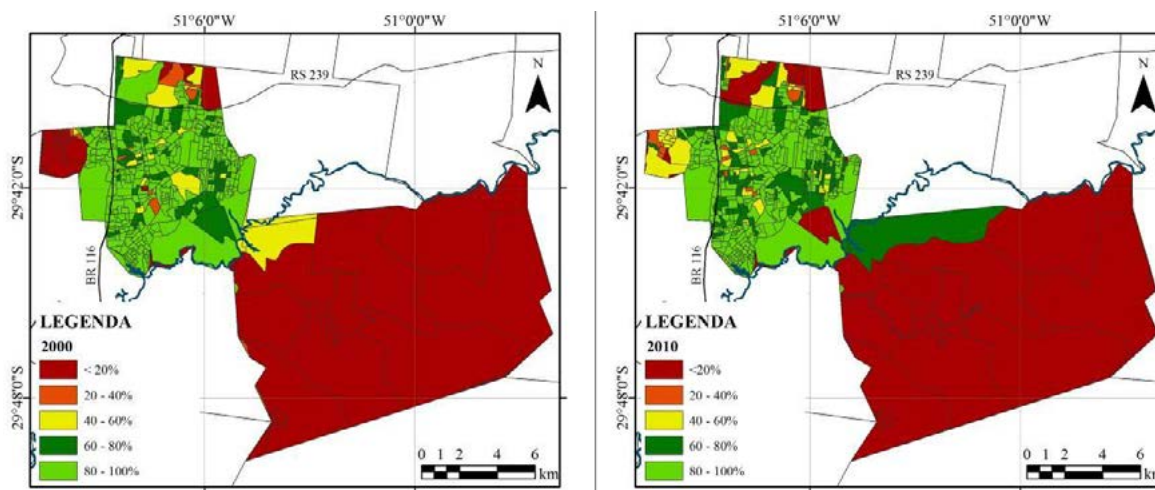 51°6'0"W 51°0'0"W
N
RS 239
29°42'0"S
BR 116
LEGENDA
2000
< 20%
20 - 40%
40 - 60%
60 - 80%
80 - 100%
29°48'0"S
0 1 2 4 6
km
51°6'0"W 51°0'0"W
N
RS 239
29°42'0"S
BR 116
LEGENDA
2010
<20%
20 - 40%
40 - 60%
60 - 80%
80 - 100%
29°48'0"S
0 1 2 4 6
km